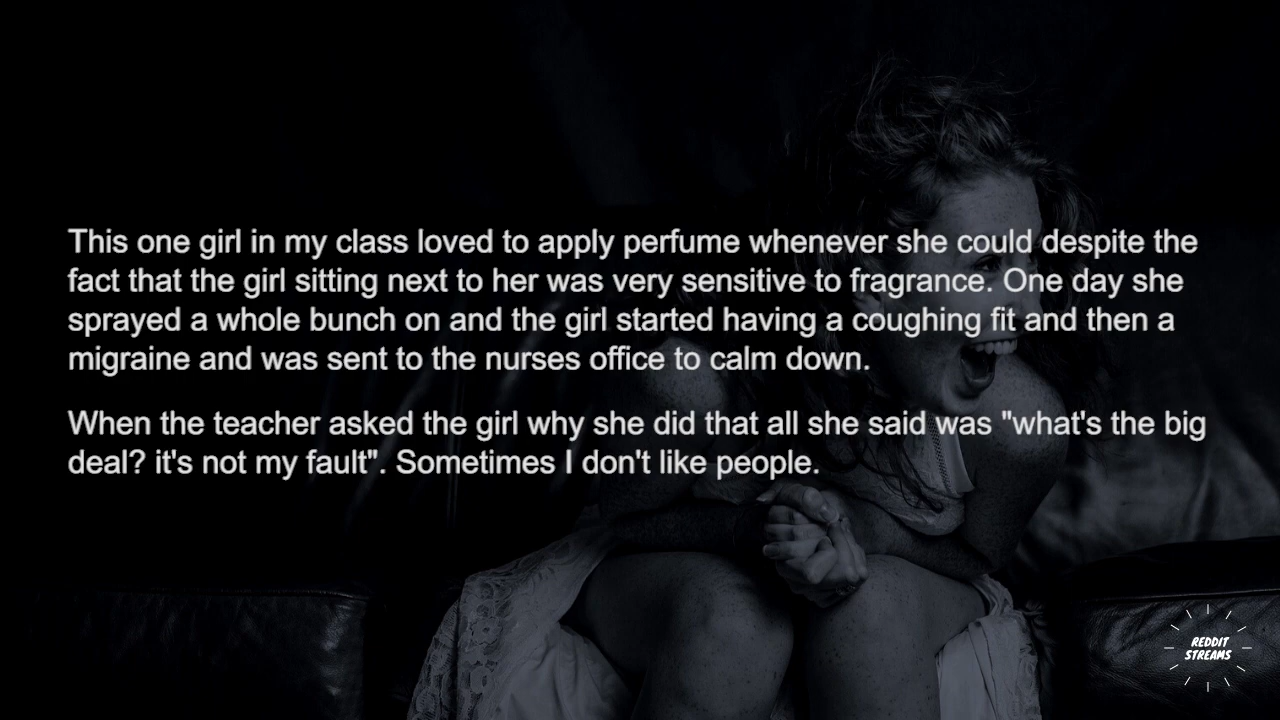 This one girl in my class loved to apply perfume whenever she could despite the
fact that the girl sitting next to her was very sensitive to fragrance. One day she
sprayed a whole bunch on and the girl started having a coughing fit and then a
migraine and was sent to the nurses office to calm down.
When the teacher asked the girl why she did that all she said was "what's the big
deal? it's not my fault". Sometimes I don't like people.
REDDIT
STREAMS